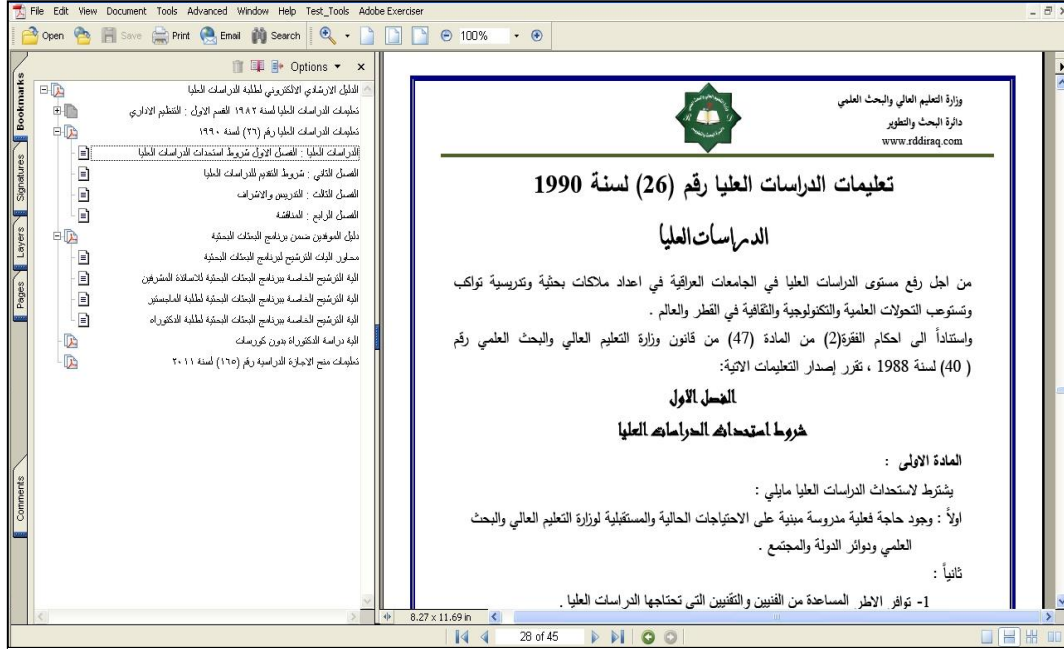 File Edit View Document Tools Advanced Window Help Test_Tools Adobe Exerciser
Open Save Print Email Search 100%
Options
Bookmarks
Signatures
Layers
Pages
Comments
الدليل الارشادي الالكتروني لطلبة الدراسات العليا
تعليمات الدراسات العليا لسنة ١٩٨٢ القسم الاول : التنظيم الاداري
تعليمات الدراسات العليا رقم (٢٦) لسنة ١٩٩٠
الدراسات العليا : الفصل الاول شروط استحداث الدراسات العليا
الفصل الثاني : شروط التقديم للدراسات العليا
الفصل الثالث : التدريس والاشراف
الفصل الرابع : المناقشة
دليل الموفدين ضمن برنامج البعثات البحثية
محاور اليات الترشيح لبرنامج البعثات البحثية
الية الترشيح الخاصة ببرنامج البعثات البحثية للاساتذة المشرفين
الية الترشيح الخاصة ببرنامج البعثات البحثية لطلبة الماجستير
الية الترشيح الخاصة ببرنامج البعثات البحثية لطلبة الدكتوراه
الية دراسة الدكتوراة بدون كورسات
تعليمات منح الاجازة الدراسية رقم (١٦٥) لسنة ٢٠١١
وزارة التعليم العالي والبحث العلمي
دائرة البحث والتطوير
www.rddiraq.com
تعليمات الدراسات العليا رقم (26) لسنة 1990
الدراسات العليا
من اجل رفع مستوى الدراسات العليا في الجامعات العراقية في اعداد ملاكات بحثية وتدريسية تواكب
وتستوعب التحولات العلمية والتكنولوجية والثقافية في القطر والعالم .
واستناداً الى احكام الفقرة(2) من المادة (47) من قانون وزارة التعليم العالي والبحث العلمي رقم
( 40) لسنة 1988 ، تقرر إصدار التعليمات الاتية:
الفصل الاول
شروط استحداث الدراسات العليا
المادة الاولى :
يشترط لاستحداث الدراسات العليا مايلي :
اولاً : وجود حاجة فعلية مدروسة مبنية على الاحتياجات الحالية والمستقبلية لوزارة التعليم العالي والبحث
العلمي ودوائر الدولة والمجتمع .
ثانياً :
1- توافر الاطر المساعدة من الفنيين والتقنيين التي تحتاجها الدراسات العليا .
8.27 x 11.69 in
28 of 45